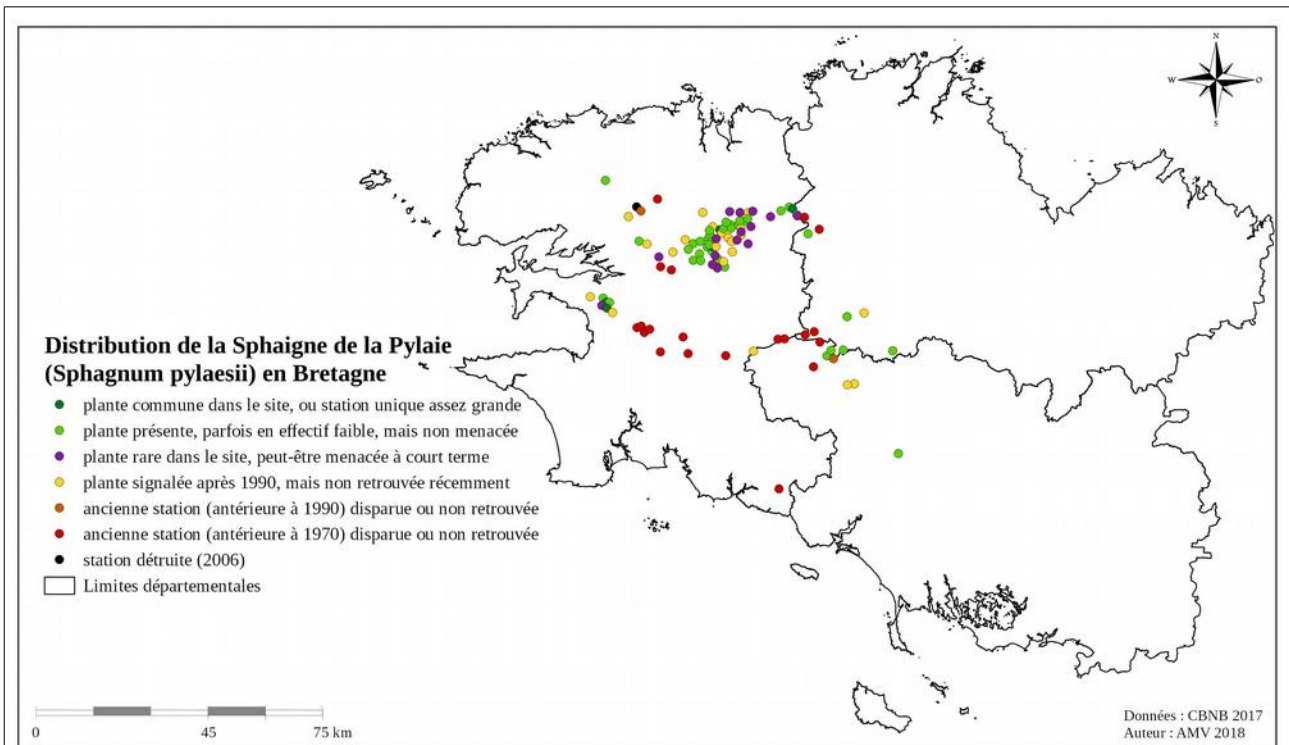 N
W
O
S
Distribution de la Sphaigne de la Pylaie
(Sphagnum pylaesii) en Bretagne
plante commune dans le site, ou station unique assez grande
plante présente, parfois en effectif faible, mais non menacée
plante rare dans le site, peut-être menacée à court terme
plante signalée après 1990, mais non retrouvée récemment
ancienne station (antérieure à 1990) disparue ou non retrouvée
ancienne station (antérieure à 1970) disparue ou non retrouvée
station détruite (2006)
Limites départementales
0 45 75 km
Données : CBNB 2017
Auteur : AMV 2018